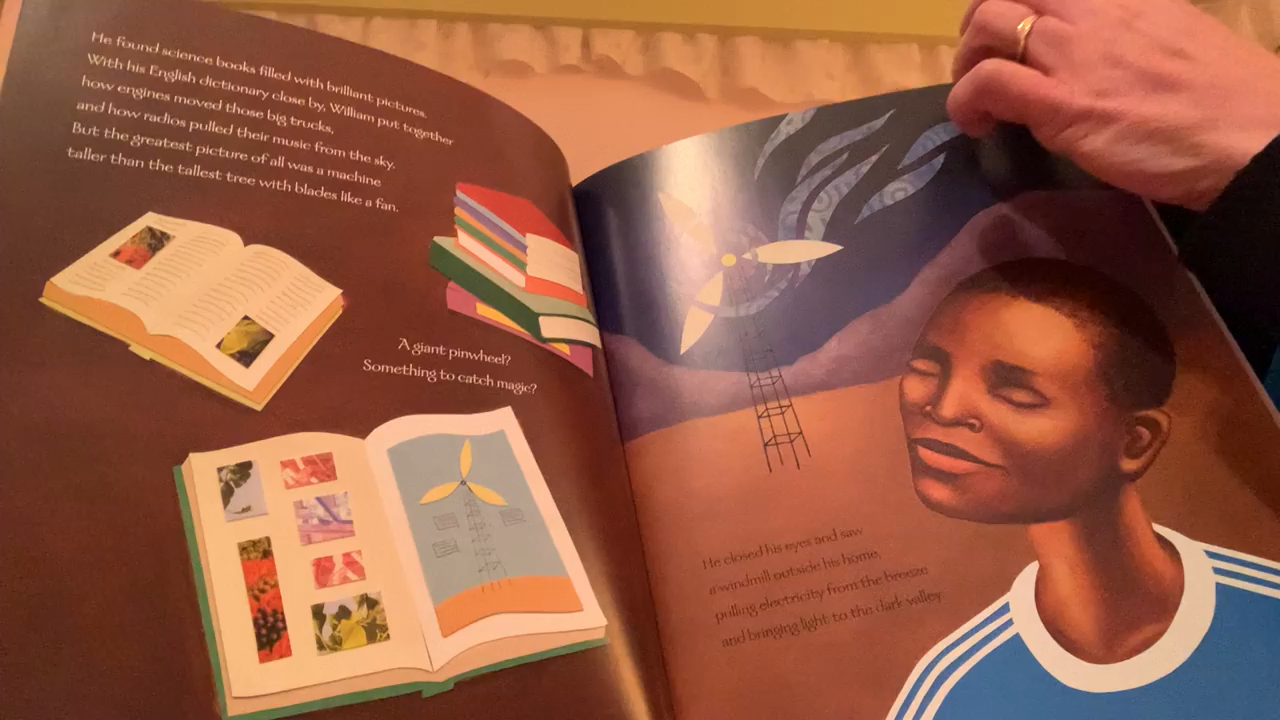 He found science books filled with brilliant pictures.
With his English dictionary close by, William put together
how engines moved those big trucks,
and how radios pulled their music from the sky.
But the greatest picture of all was a machine
taller than the tallest tree with blades like a fan.
A giant pinwheel?
Something to catch magic?
He closed his eyes and saw
a windmill outside his home,
pulling electricity from the breeze
and bringing light to the dark valley.